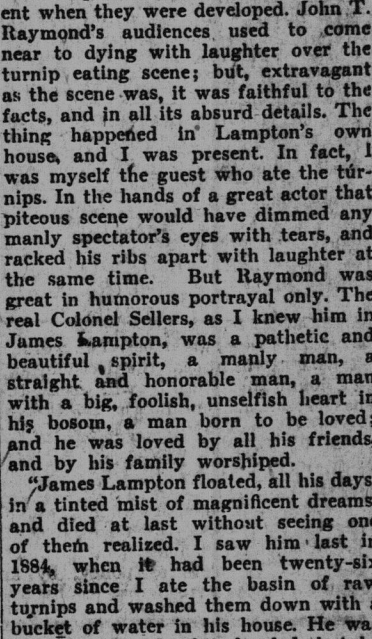 ent when they were developed. John T.
Raymond's audiences used to come
near to dying with laughter over the
turnip eating scene; but, extravagant
as the scene was, it was faithful to the
facts, and in all its absurd details. The
thing happened in Lampton's own
house, and I was present. In fact, I
was myself the guest who ate the tur-
nips. In the hands of a great actor that
piteous scene would have dimmed any
manly spectator's eyes with tears, and
racked his ribs apart with laughter at
the same time. But Raymond was
great in humorous portrayal only. The
real Colonel Sellers, as I knew him in
James Lampton, was a pathetic and
beautiful spirit, a manly man, a
straight and honorable man, a man
with a big, foolish, unselfish heart in
his bosom, a man born to be loved;
and he was loved by all his friends
and by his family worshiped.
"James Lampton floated, all his days
in a tinted mist of magnificent dreams
and died at last without seeing one
of them realized. I saw him last in
1884, when it had been twenty-six
years since I ate the basin of raw
turnips and washed them down with a
bucket of water in his house. He wa